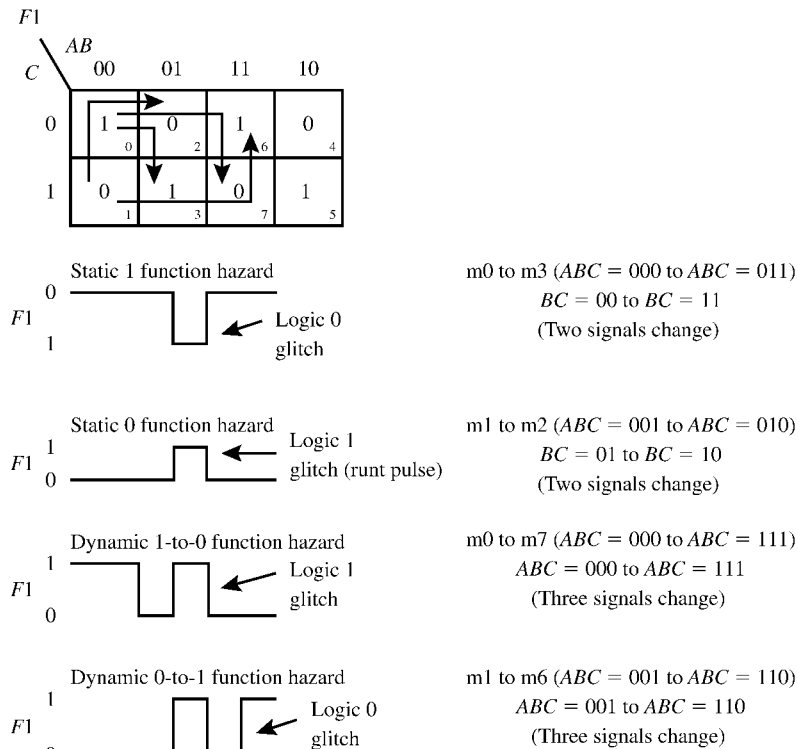 F1
AB
C 00 01 11 10
0 1 0 0 2 1 6 0 4
1 0 1 1 3 0 7 1 5
Static 1 function hazard
0
F1
1
Logic 0
glitch
m0 to m3 (ABC = 000 to ABC = 011)
BC = 00 to BC = 11
(Two signals change)
Static 0 function hazard
1
F1
0
Logic 1
glitch (runt pulse)
m1 to m2 (ABC = 001 to ABC = 010)
BC = 01 to BC = 10
(Two signals change)
Dynamic 1-to-0 function hazard
1
F1
0
Logic 1
glitch
m0 to m7 (ABC = 000 to ABC = 111)
ABC = 000 to ABC = 111
(Three signals change)
Dynamic 0-to-1 function hazard
1
F1
Logic 0
glitch
m1 to m6 (ABC = 001 to ABC = 110)
ABC = 001 to ABC = 110
(Three signals change)